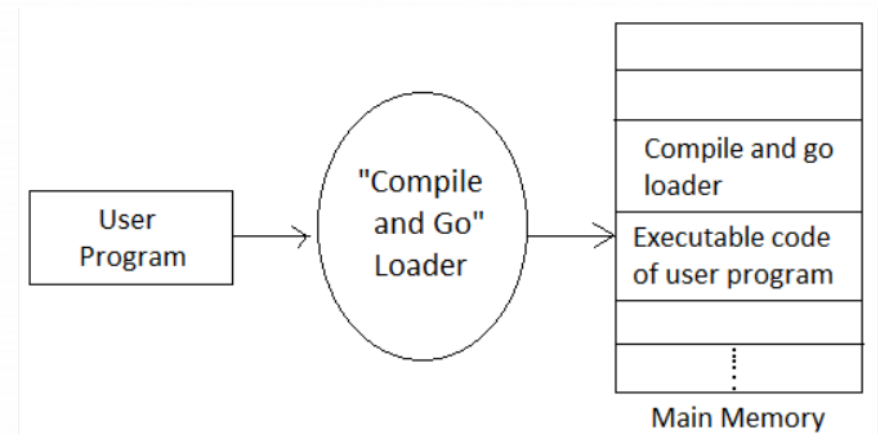 User
Program
"Compile
and Go"
Loader
Compile and go
loader
Executable code
of user program
Main Memory